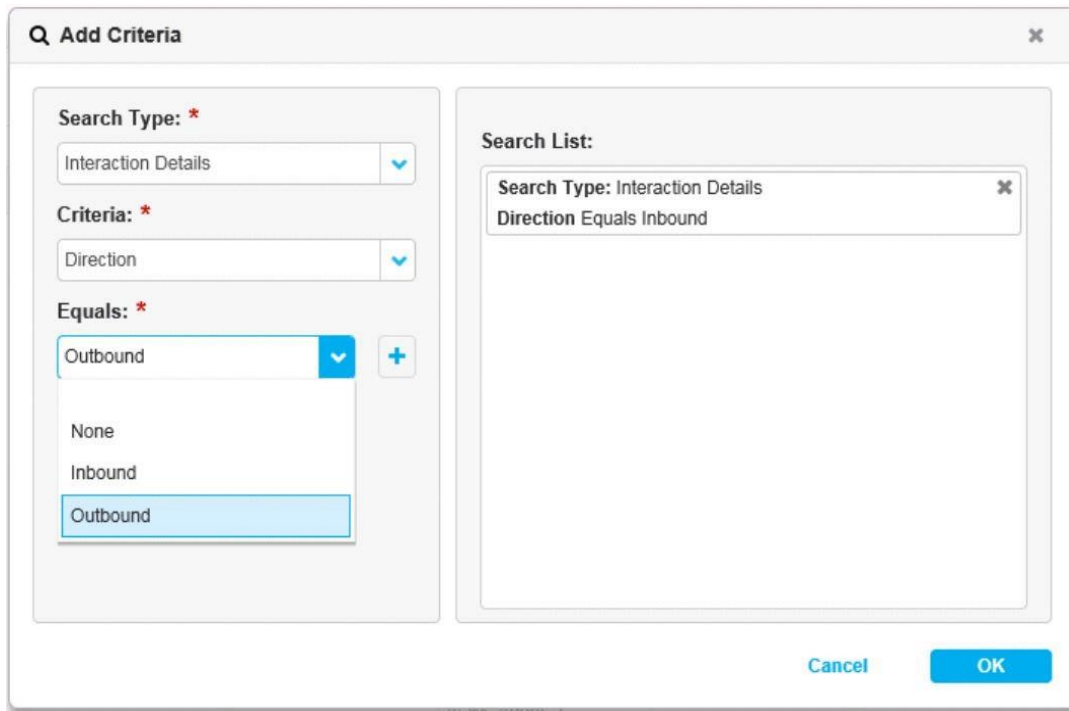 Add Criteria
Search Type: *
Interaction Details
Criteria: *
Direction
Equals: *
Outbound
None
Inbound
Outbound
Search List:
Search Type: Interaction Details
Direction Equals Inbound
Cancel
OK